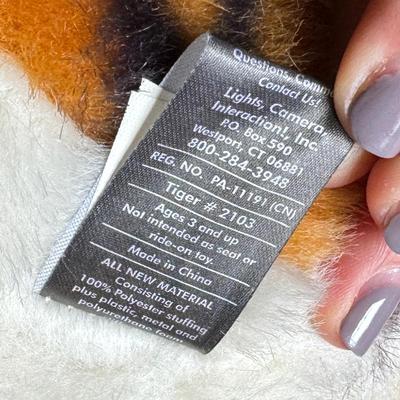 Questions, Comm
Contact Us!
Lights, Camera,
Interaction!, Inc.
P.O. Box 590
Westport, CT 06881
800-284-3948
REG. NO. PA-11191 (CN)
Tiger # 2103
Ages 3 and up
Not intended as seat or
ride-on toy.
Made in China
ALL NEW MATERIAL
Consisting of
100% Polyester stuffing
plus plastic, metal and
polyurethane foam